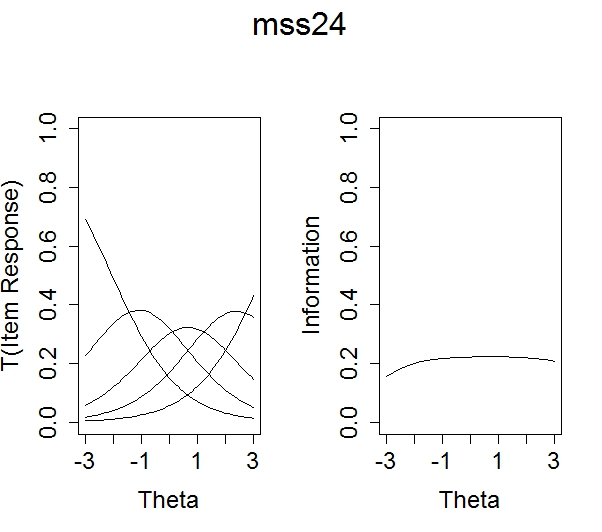 mss24
T(Item Response)
0.0 0.2 0.4 0.6 0.8 1.0
-3 -1 1 3
Theta
Information
0.0 0.2 0.4 0.6 0.8 1.0
-3 -1 1 3
Theta